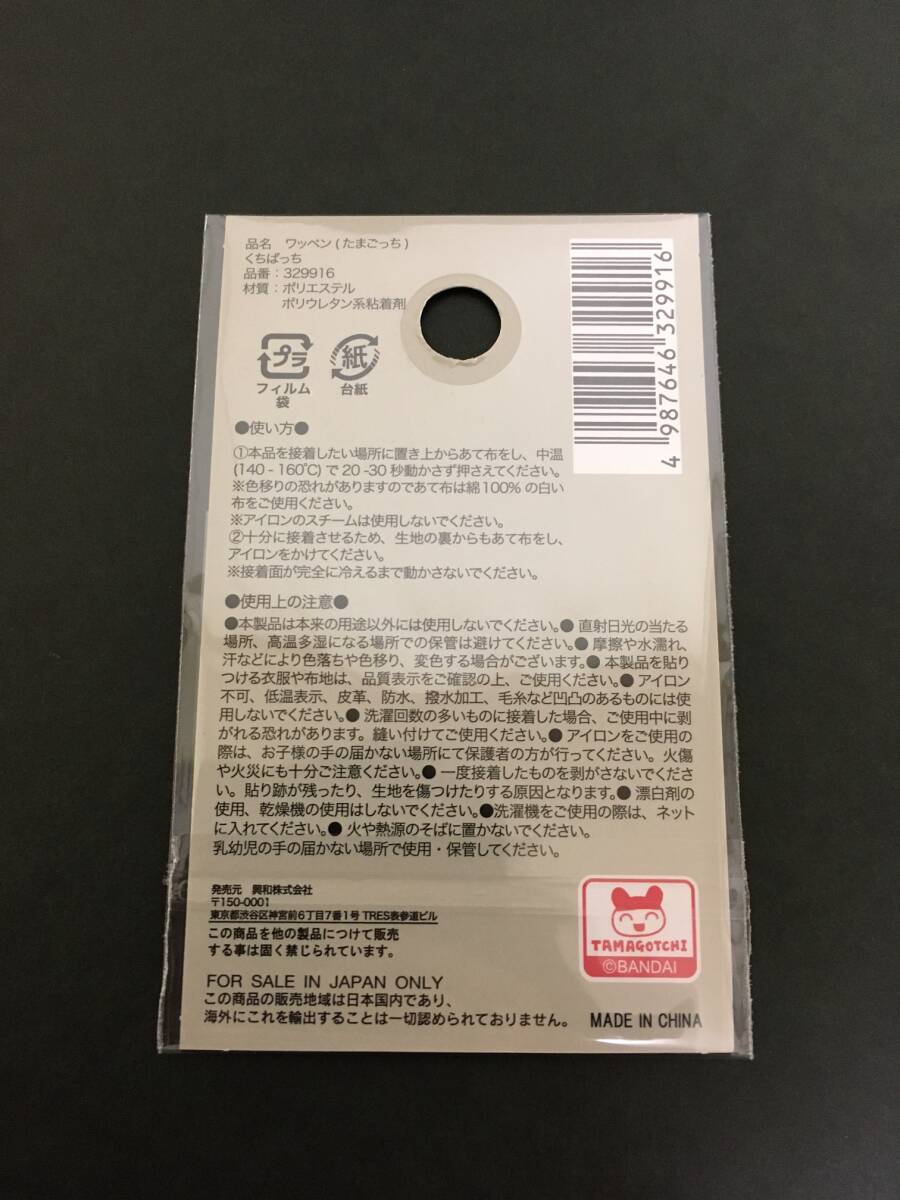 品名 ワッペン(たまごっち)
くちぱっち
品番:329916
材質:ポリエステル
ポリウレタン系粘着剤
プラ
フィルム
袋
紙
台紙
4 987646 329916
●使い方●
①本品を接着したい場所に置き上からあて布をし、中温
(140 - 160℃) で 20 -30 秒動かさず押さえてください。
※色移りの恐れがありますのであて布は綿100% の白い
布をご使用ください。
※アイロンのスチームは使用しないでください。
②十分に接着させるため、生地の裏からもあて布をし、
アイロンをかけてください。
※接着面が完全に冷えるまで動かさないでください。
●使用上の注意●
●本製品は本来の用途以外には使用しないでください。● 直射日光の当たる
場所、高温多湿になる場所での保管は避けてください。● 摩擦や水濡れ、
汗などにより色落ちや色移り、変色する場合がございます。● 本製品を貼り
つける衣服や布地は、品質表示をご確認の上、ご使用ください。● アイロン
不可、低温表示、皮革、防水、撥水加工、毛糸など凹凸のあるものには使
用しないでください。● 洗濯回数の多いものに接着した場合、ご使用中に剥
がれる恐れがあります。縫い付けてご使用ください。● アイロンをご使用の
際は、お子様の手の届かない場所にて保護者の方が行ってください。火傷
や火災にも十分ご注意ください。● 一度接着したものを剥がさないでくださ
い。貼り跡が残ったり、生地を傷つけたりする原因となります。● 漂白剤の
使用、乾燥機の使用はしないでください。●洗濯機をご使用の際は、ネット
に入れてください。● 火や熱源のそばに置かないでください。
乳幼児の手の届かない場所で使用・保管してください。
発売元 興和株式会社
〒150-0001
東京都渋谷区神宮前6丁目7番1号 TRES表参道ビル
この商品を他の製品につけて販売
する事は固く禁じられています。
TAMAGOTCHI
©BANDAI
FOR SALE IN JAPAN ONLY
この商品の販売地域は日本国内であり、
海外にこれを輸出することは一切認められておりません。 MADE IN CHINA